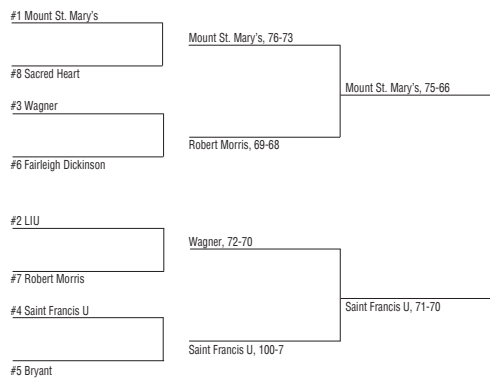 #1 Mount St. Mary's
#8 Sacred Heart
#3 Wagner
#6 Fairleigh Dickinson
#2 LIU
#7 Robert Morris
#4 Saint Francis U
#5 Bryant
Mount St. Mary's, 76-73
Robert Morris, 69-68
Wagner, 72-70
Saint Francis U, 100-7
Mount St. Mary's, 75-66
Saint Francis U, 71-70